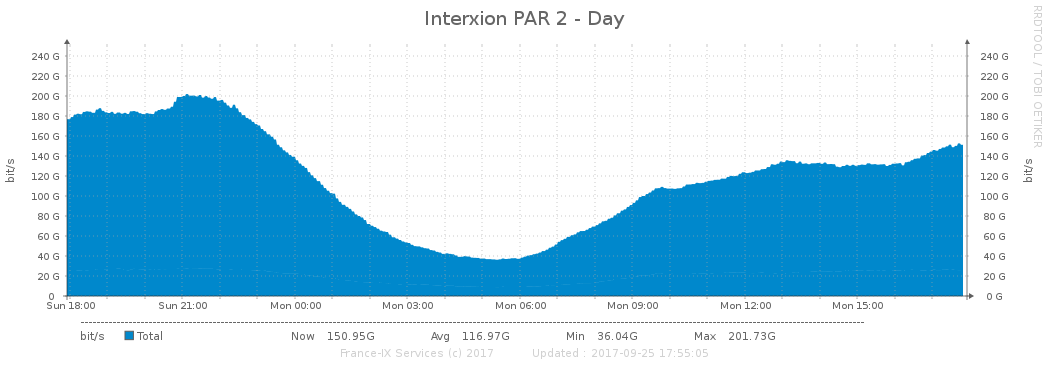 Interxion PAR 2 - Day
RRDTOOL / TOBI OETIKER
240 G 240 G
220 G 220 G
200 G 200 G
180 G 180 G
160 G 160 G
140 G 140 G
120 G 120 G
100 G 100 G
80 G 80 G
60 G 60 G
40 G 40 G
20 G 20 G
0 0 G
bit/s bit/s
Sun 18:00 Sun 21:00 Mon 00:00 Mon 03:00 Mon 06:00 Mon 09:00 Mon 12:00 Mon 15:00
bit/s Total Now 150.95G Avg 116.97G Min 36.04G Max 201.73G
France-IX Services (c) 2017 Updated : 2017-09-25 17:55:05